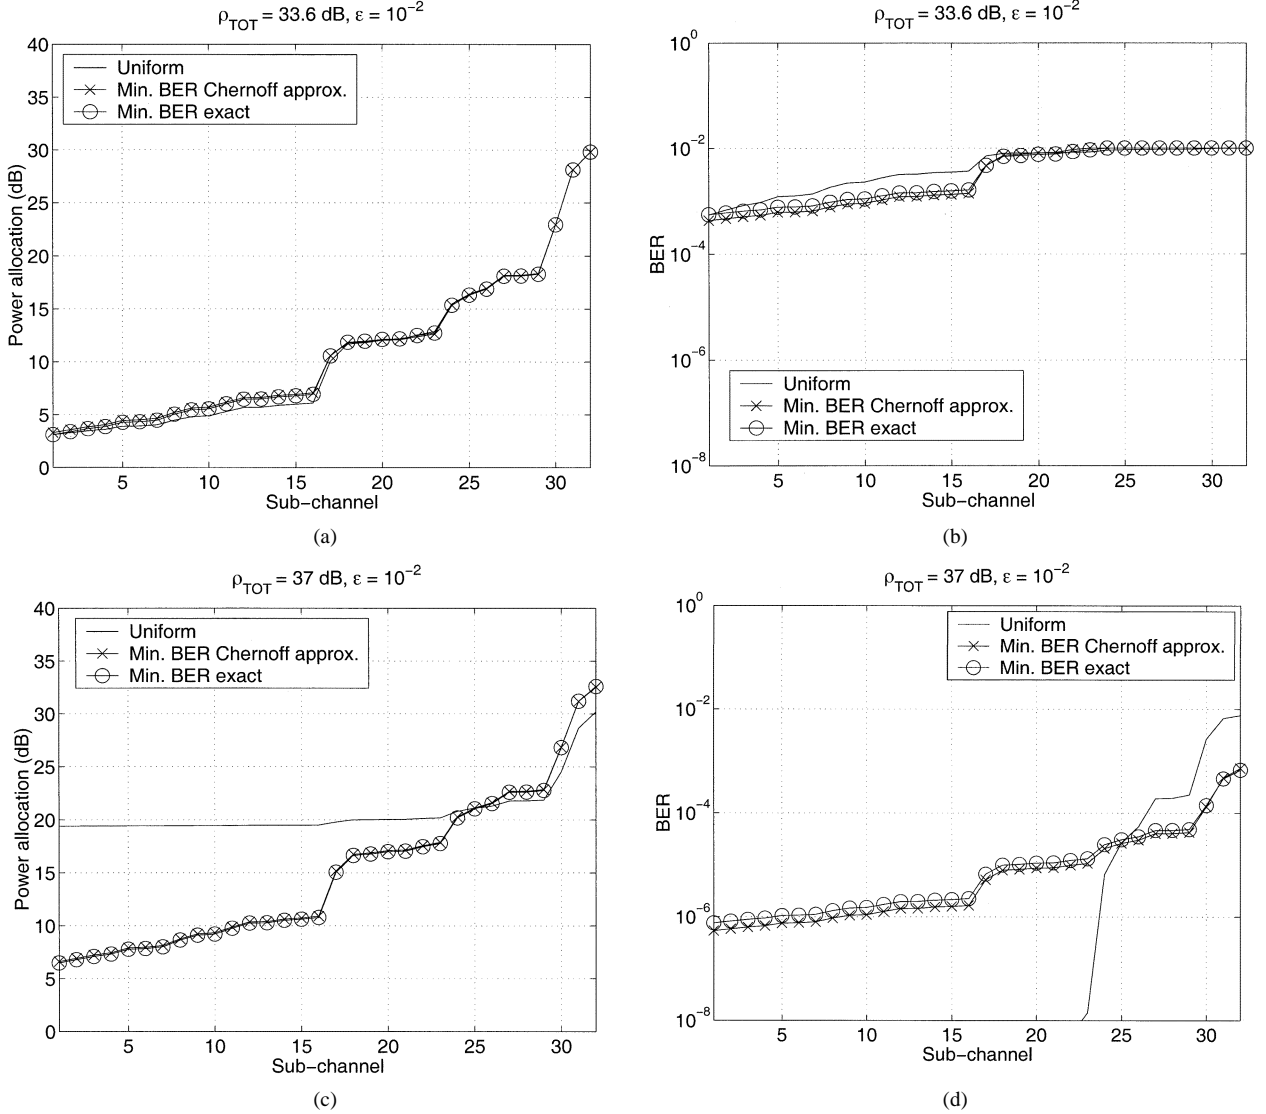 ρTOT = 33.6 dB, ε = 10−2
40
35
30
25
20
15
10
5
0
Power allocation (dB)
Uniform
Min. BER Chernoff approx.
Min. BER exact
5 10 15 20 25 30
Sub−channel
(a)
ρTOT = 33.6 dB, ε = 10−2
100
10−2
10−4
10−6
10−8
BER
Uniform
Min. BER Chernoff approx.
Min. BER exact
5 10 15 20 25 30
Sub−channel
(b)
ρTOT = 37 dB, ε = 10−2
40
35
30
25
20
15
10
5
0
Power allocation (dB)
Uniform
Min. BER Chernoff approx.
Min. BER exact
5 10 15 20 25 30
Sub−channel
(c)
ρTOT = 37 dB, ε = 10−2
100
10−2
10−4
10−6
10−8
BER
Uniform
Min. BER Chernoff approx.
Min. BER exact
5 10 15 20 25 30
Sub−channel
(d)